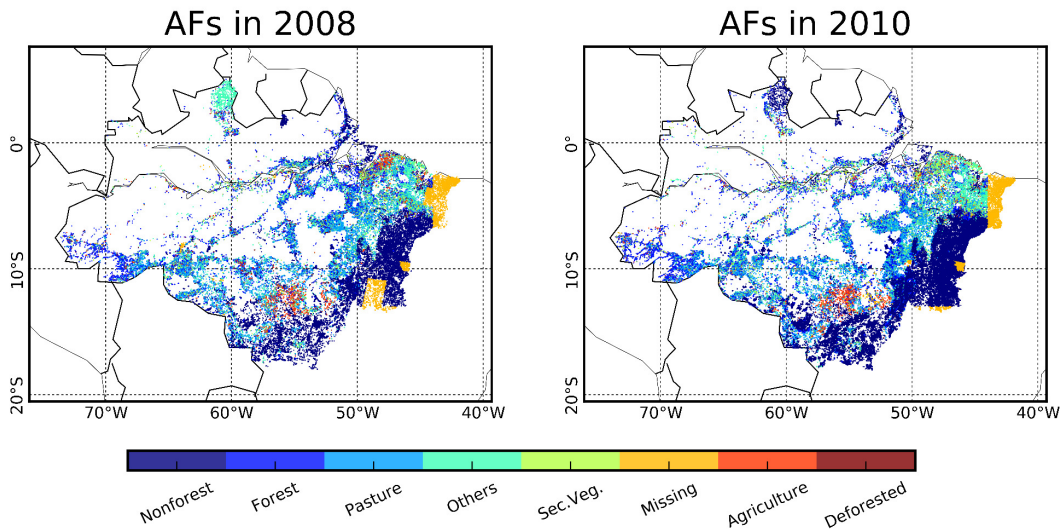 AFs in 2008
AFs in 2010
0°
10°S
20°S
70°W
60°W
50°W
40°W
0°
10°S
20°S
70°W
60°W
50°W
40°W
Nonforest
Forest
Pasture
Others
Sec.Veg.
Missing
Agriculture
Deforested